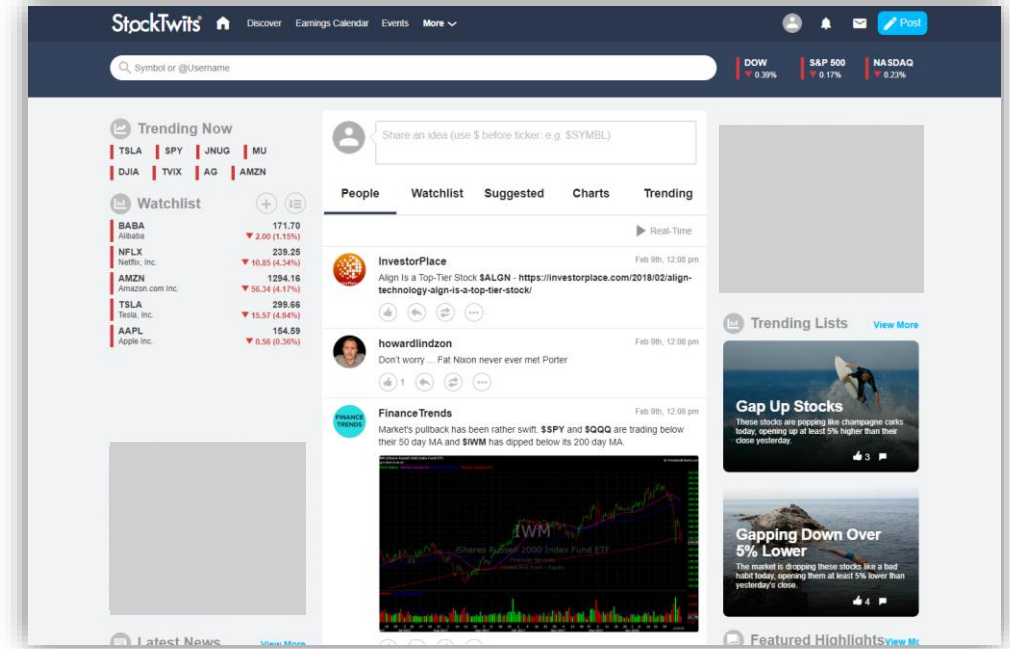 StockTwits Discover Earnings Calendar Events More Post
Symbol or @Username
DOW S&P 500 NASDAQ
▼ 0.39% ▼ 0.17% ▼ 0.23%
Trending Now
TSLA SPY JNUG MU
DJIA TVIX AG AMZN
Watchlist
BABA 171.70
Alibaba ▼ 2.00 (1.15%)
NFLX 239.25
Netflix, Inc. ▼ 10.85 (4.34%)
AMZN 1294.16
Amazon.com Inc. ▼ 56.34 (4.17%)
TSLA 299.66
Tesla, Inc. ▼ 15.57 (4.94%)
AAPL 154.59
Apple Inc. ▼ 0.56 (0.36%)
Latest News View More
Share an idea (use $ before ticker: e.g. $SYMBL)
People Watchlist Suggested Charts Trending
Real-Time
InvestorPlace Feb 9th, 12:08 pm
Align Is a Top-Tier Stock $ALGN - https://investorplace.com/2018/02/align-
technology-algn-is-a-top-tier-stock/
howardlindzon Feb 9th, 12:08 pm
Don't worry ... Fat Nixon never ever met Porter
1
FINANCE
TRENDS
FinanceTrends Feb 9th, 12:08 pm
Market's pullback has been rather swift. $SPY and $QQQ are trading below
their 50 day MA and $IWM has dipped below its 200 day MA.
IWM
iShares Russell 2000 Index Fund ETF
Trending Lists View More
Gap Up Stocks
These stocks are popping like champagne corks
today, opening up at least 5% higher than their
close yesterday.
3
Gapping Down Over
5% Lower
The market is dropping these stocks like a bad
habit today, opening them at least 5% lower than
yesterday's close.
4
Featured Highlights